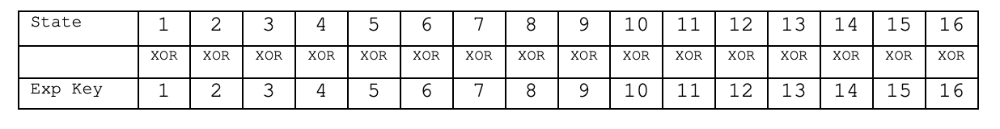 State 1 2 3 4 5 6 7 8 9 10 11 12 13 14 15 16
XOR XOR XOR XOR XOR XOR XOR XOR XOR XOR XOR XOR XOR XOR XOR XOR
Exp Key 1 2 3 4 5 6 7 8 9 10 11 12 13 14 15 16